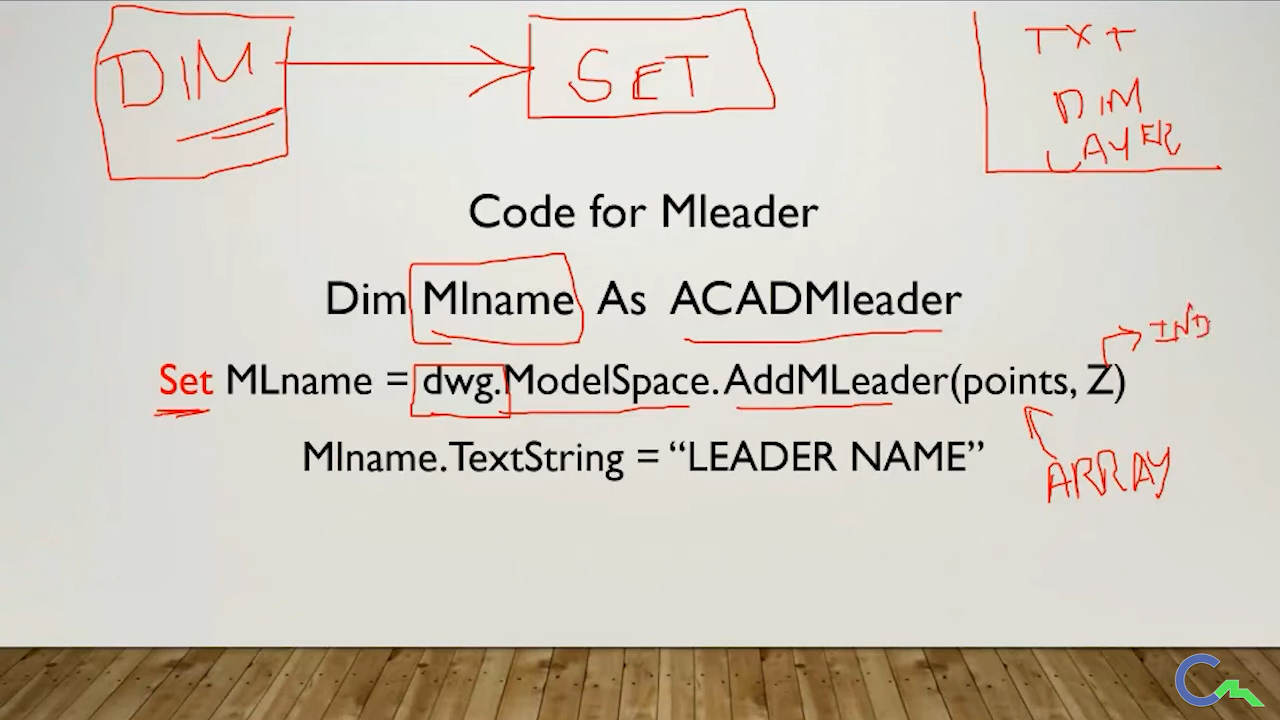 DIM
SET
TXT
DIM
LAYER
Code for Mleader
Dim Mlname As ACADMleader
IND
Set MLname = dwg.ModelSpace.AddMLeader(points, Z)
Mlname.TextString = “LEADER NAME”
ARRAY